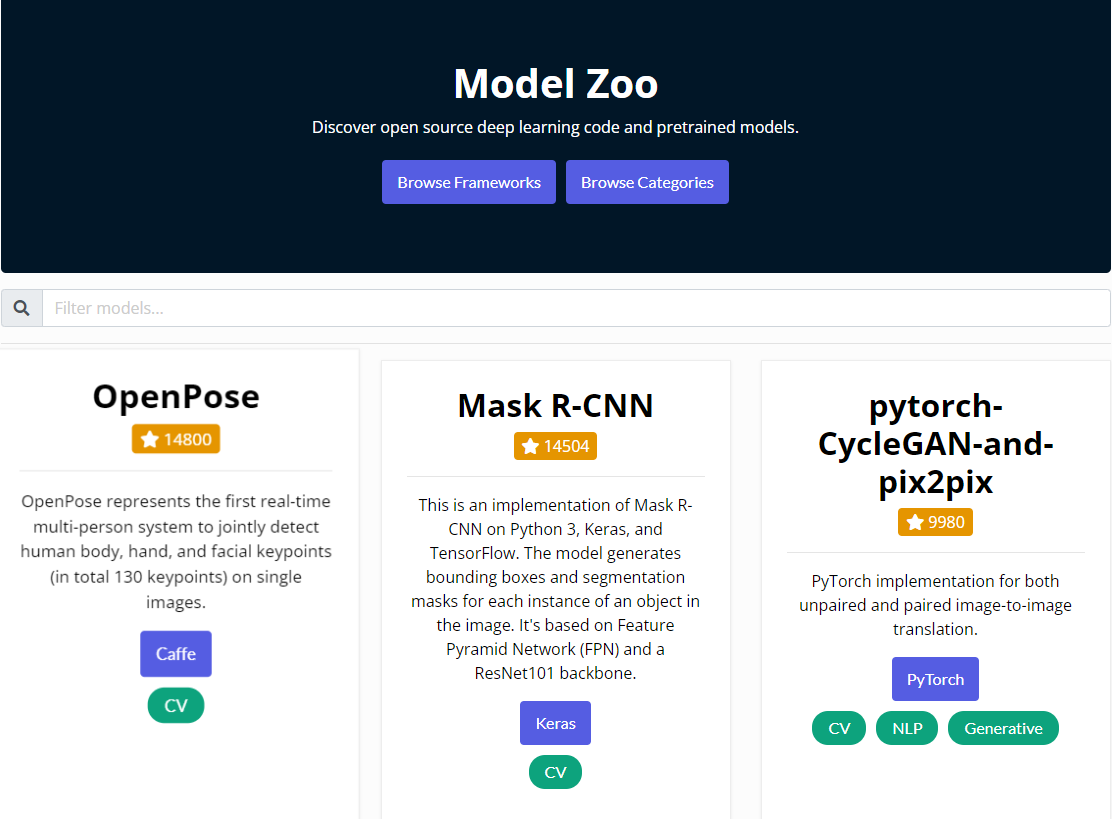 Model Zoo
Discover open source deep learning code and pretrained models.
Browse Frameworks
Browse Categories
Filter models...
OpenPose
14800
OpenPose represents the first real-time
multi-person system to jointly detect
human body, hand, and facial keypoints
(in total 130 keypoints) on single
images.
Caffe
CV
Mask R-CNN
14504
This is an implementation of Mask R-
CNN on Python 3, Keras, and
TensorFlow. The model generates
bounding boxes and segmentation
masks for each instance of an object in
the image. It's based on Feature
Pyramid Network (FPN) and a
ResNet101 backbone.
Keras
CV
pytorch-
CycleGAN-and-
pix2pix
9980
PyTorch implementation for both
unpaired and paired image-to-image
translation.
PyTorch
CV
NLP
Generative